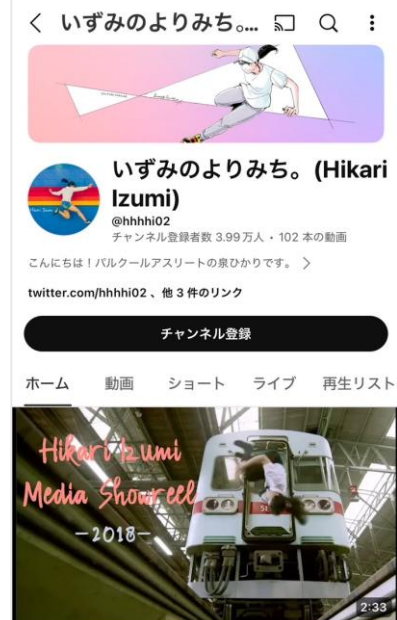 いずみのよりみち。...
いずみのよりみち。(Hikari
Izumi)
@hhhhi02
チャンネル登録者数 3.99万人・102 本の動画
こんにちは！パルクールアスリートの泉ひかりです。
twitter.com/hhhhi02 、他 3 件のリンク
チャンネル登録
ホーム 動画 ショート ライブ 再生リスト
Hikari Izumi
Media Showreel
-2018-
2:33